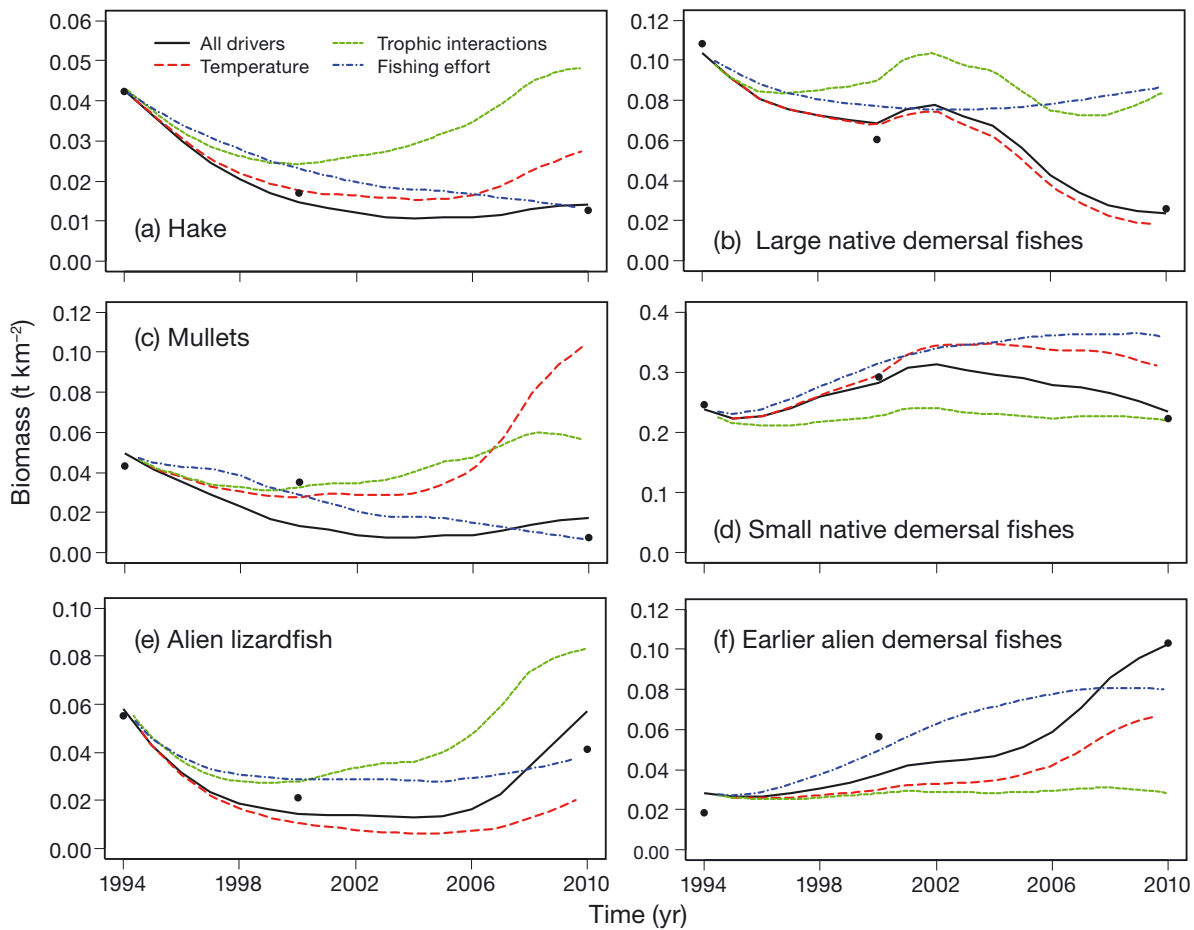 0.06
0.05
0.04
0.03
0.02
0.01
0.00
All drivers
Temperature
Trophic interactions
Fishing effort
(a) Hake
0.12
0.10
0.08
0.06
0.04
0.02
0.00
(b) Large native demersal fishes
Biomass (t km⁻²)
0.12
0.10
0.08
0.06
0.04
0.02
0.00
(c) Mullets
0.4
0.3
0.2
0.1
0.0
(d) Small native demersal fishes
0.10
0.08
0.06
0.04
0.02
0.00
(e) Alien lizardfish
1994 1998 2002 2006 2010
0.12
0.10
0.08
0.06
0.04
0.02
0.00
(f) Earlier alien demersal fishes
1994 1998 2002 2006 2010
Time (yr)